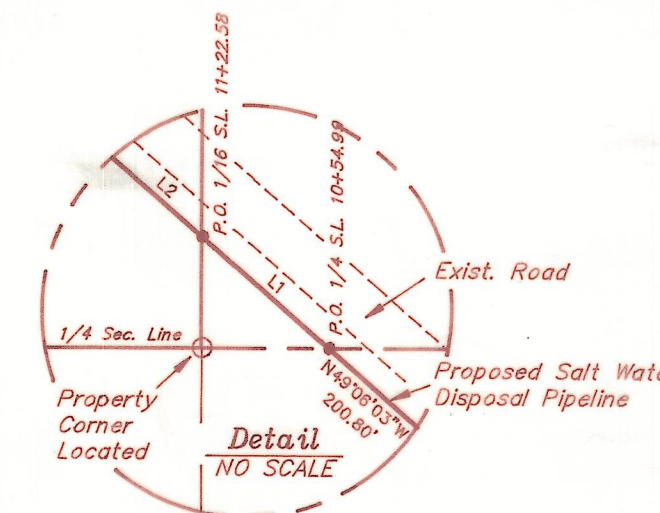 P.O. 1/16 S.L. 11+22.58
P.O. 1/4 S.L. 10+54.99
L2
L1
Exist. Road
1/4 Sec. Line
Proposed Salt Wate
Disposal Pipeline
N49°06'03"W
200.80'
Property
Corner
Located
Detail
NO SCALE